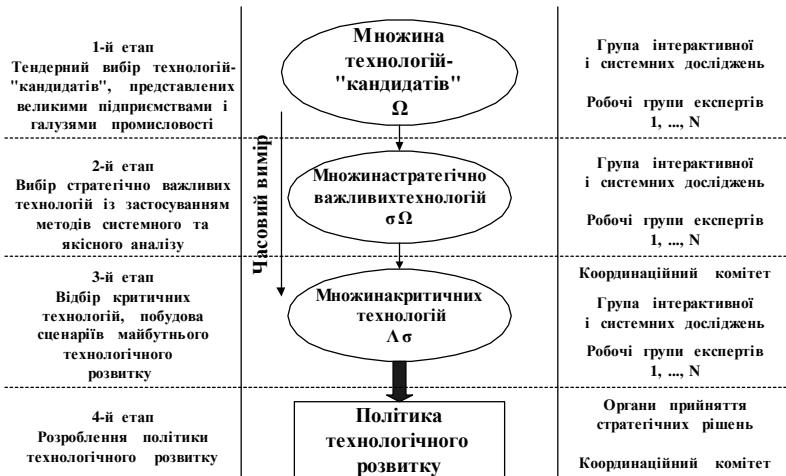 1-й етап
Тендерний вибір технологій-
"кандидатів", представлених
великими підприємствами і
галузями промисловості
Множина
технологій-
"кандидатів"
Ω
Група інтерактивної
і системних досліджень
Робочі групи експертів
1, ..., N
Часовий вимір
2-й етап
Вибір стратегічно важливих
технологій із застосуванням
методів системного та
якісного аналізу
Множинастратегічно
важливихтехнологій
σ Ω
Група інтерактивної
і системних досліджень
Робочі групи експертів
1, ..., N
3-й етап
Відбір критичних
технологій, побудова
сценаріїв майбутнього
технологічного
розвитку
Множинакритичних
технологій
Λ σ
Координаційний комітет
Група інтерактивної
і системних досліджень
Робочі групи експертів
1, ..., N
4-й етап
Розроблення політики
технологічного розвитку
Політика
технологічного
розвитку
Органи прийняття
стратегічних рішень
Координаційний комітет